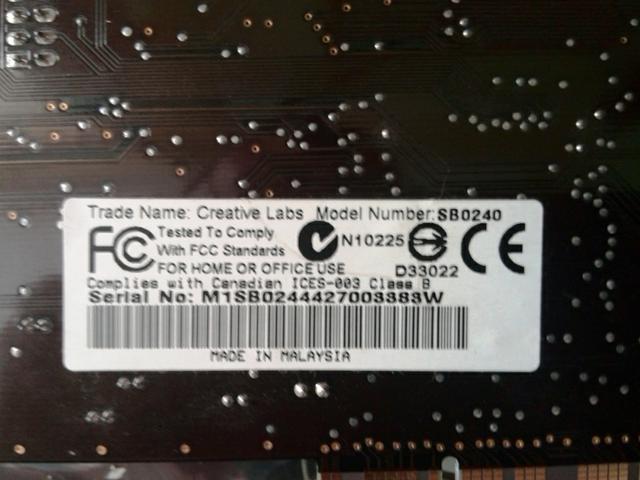 Trade Name: Creative Labs Model Number: SB0240
FC Tested To Comply
With FCC Standards
FOR HOME OR OFFICE USE
N10225
D33022
CE
Complies with Canadian ICES-003 Class B
Serial No: M1SB0244427003383W
MADE IN MALAYSIA